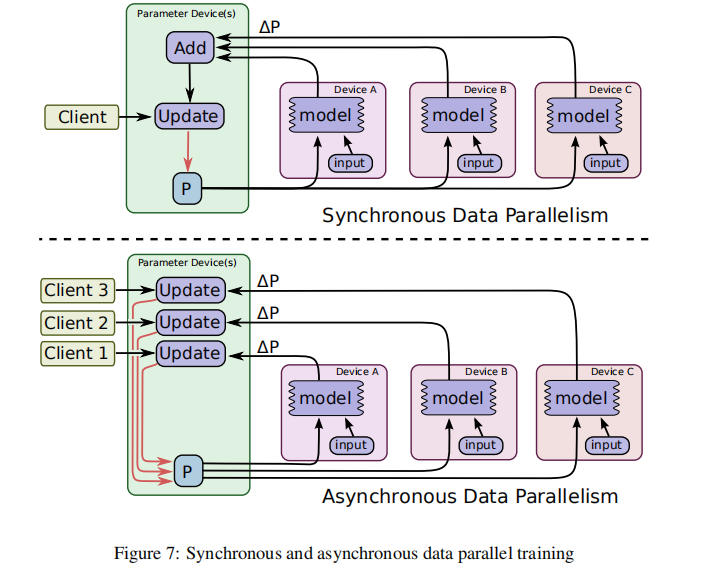 Parameter Device(s)
ΔP
Add
Device A
Device B
Device C
Client
Update
model
model
model
input
input
input
P
Synchronous Data Parallelism
Parameter Device(s)
Client 3
Update
ΔP
Client 2
Update
ΔP
Client 1
Update
ΔP
Device A
Device B
Device C
model
model
model
input
input
input
P
Asynchronous Data Parallelism
Figure 7: Synchronous and asynchronous data parallel training